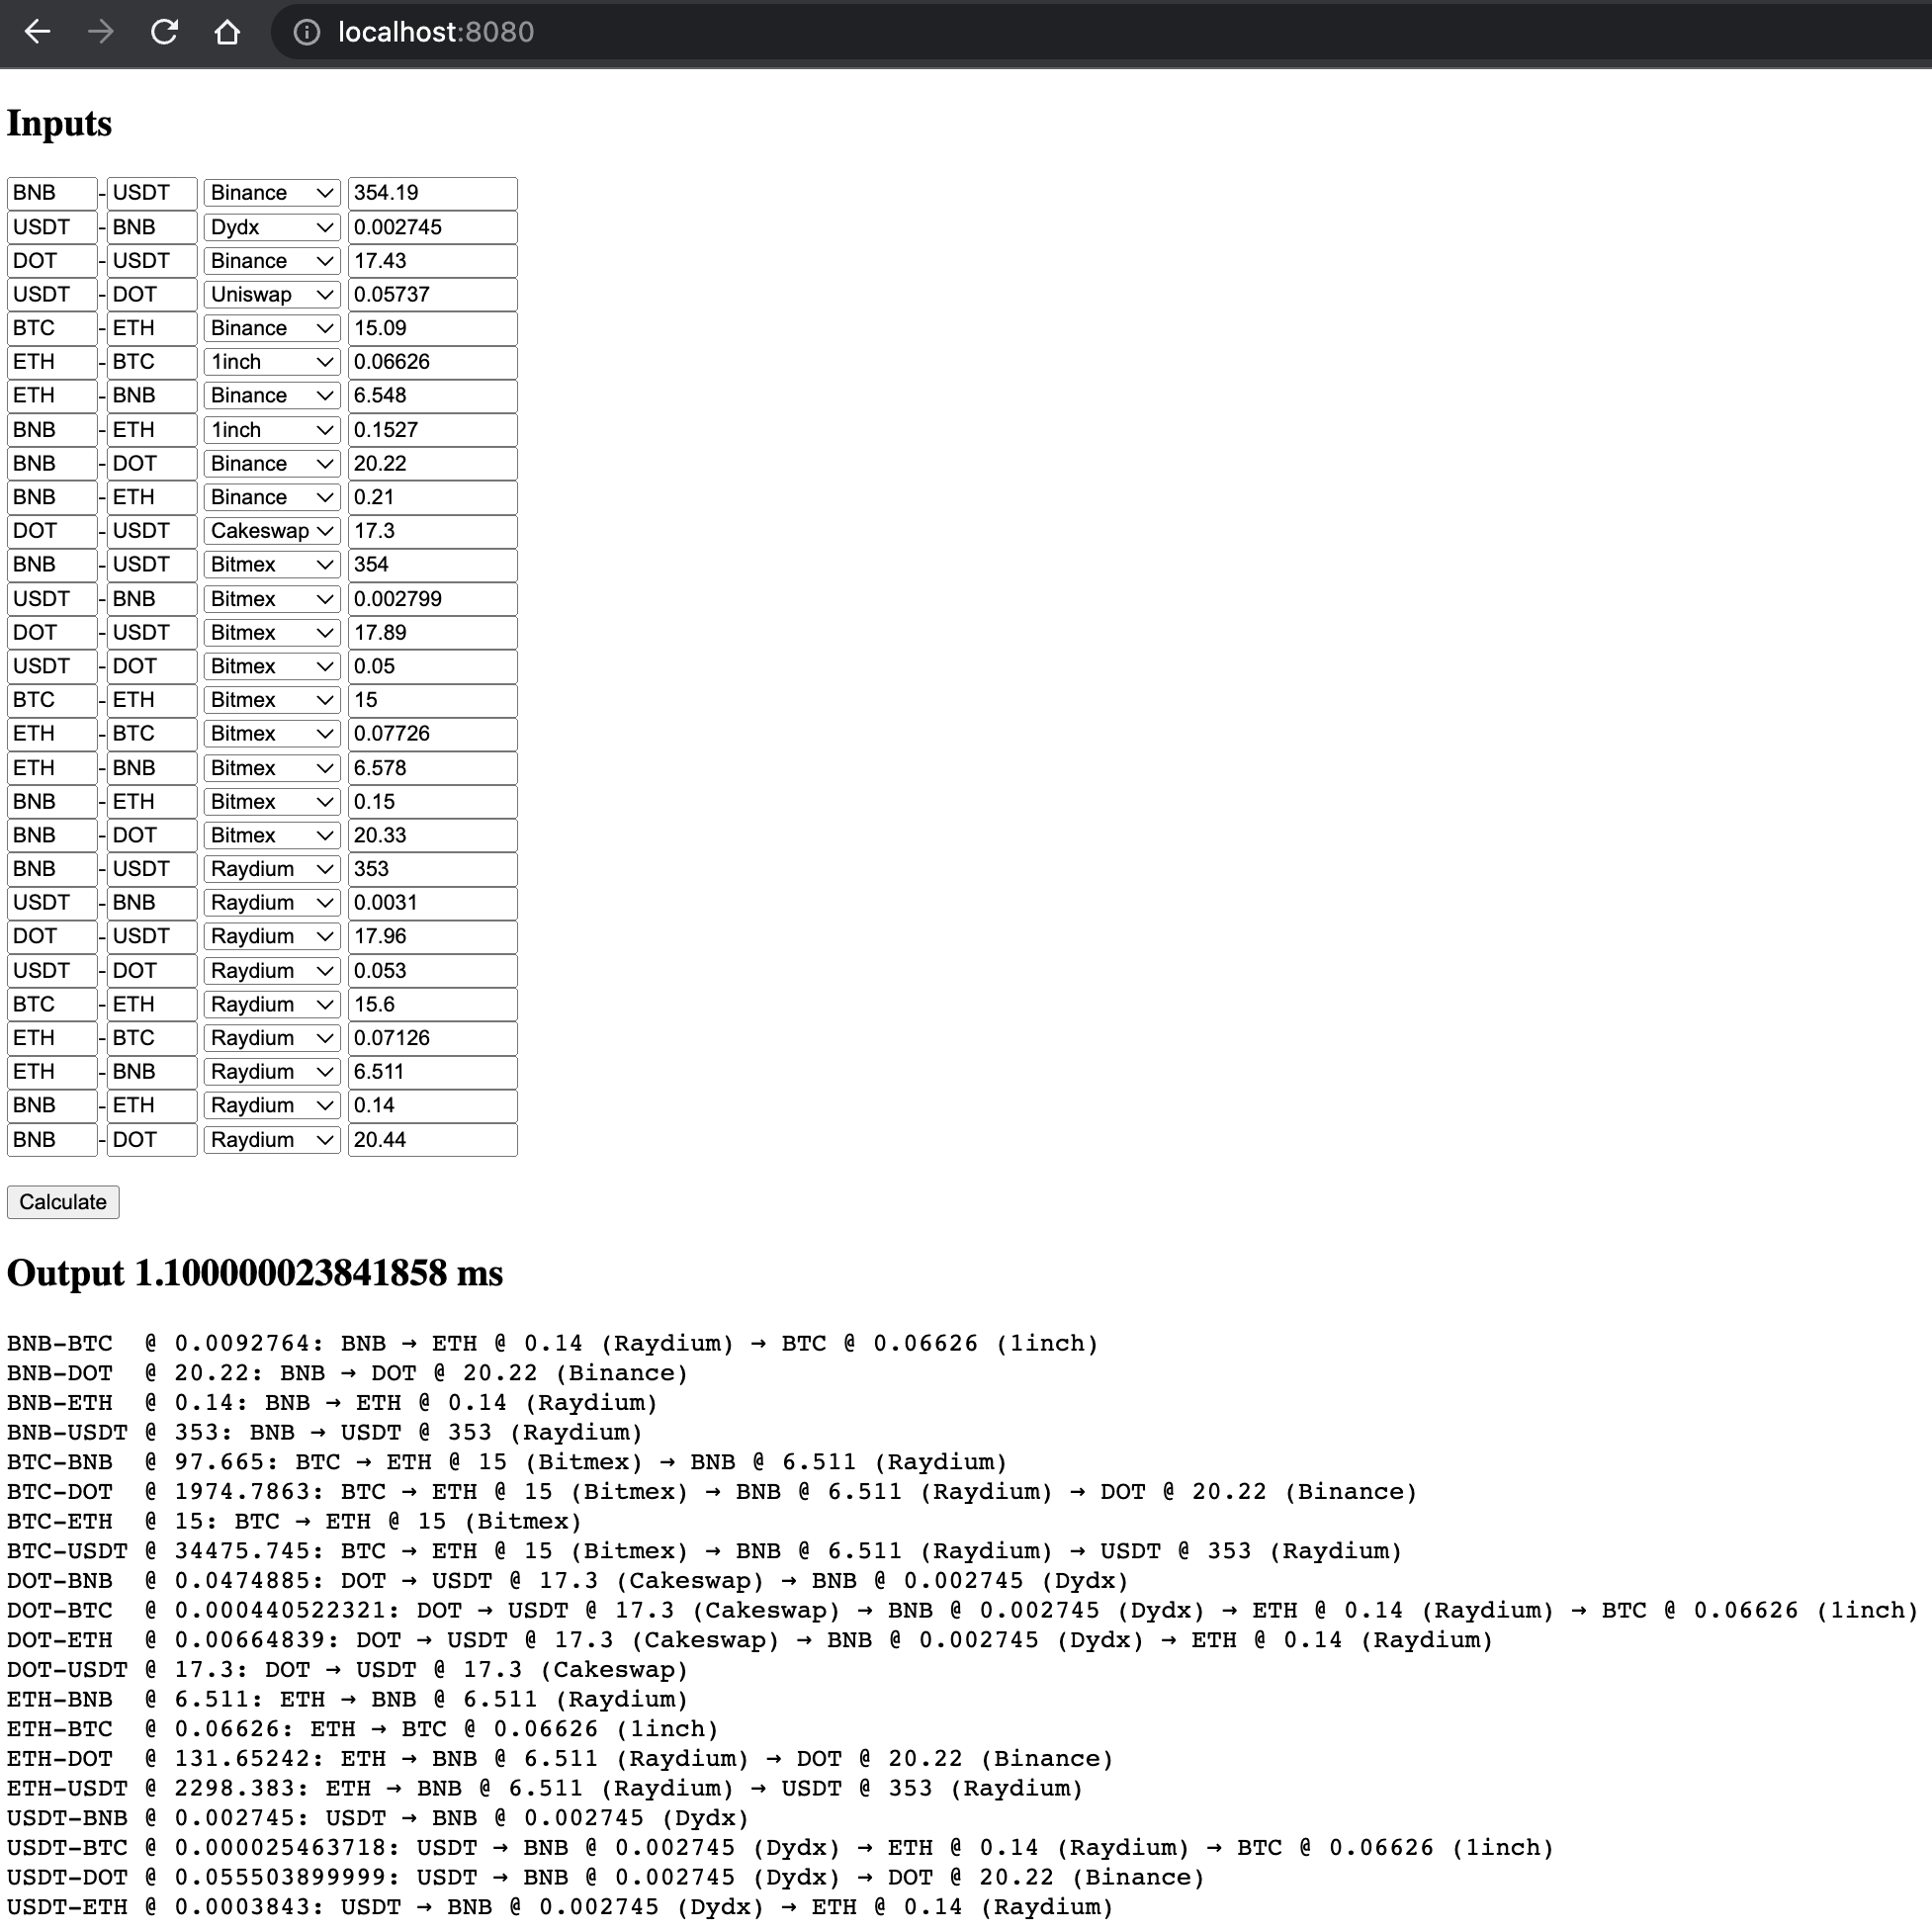 localhost:8080
Inputs
BNB - USDT Binance 354.19
USDT - BNB Dydx 0.002745
DOT - USDT Binance 17.43
USDT - DOT Uniswap 0.05737
BTC - ETH Binance 15.09
ETH - BTC 1inch 0.06626
ETH - BNB Binance 6.548
BNB - ETH 1inch 0.1527
BNB - DOT Binance 20.22
BNB - ETH Binance 0.21
DOT - USDT Cakeswap 17.3
BNB - USDT Bitmex 354
USDT - BNB Bitmex 0.002799
DOT - USDT Bitmex 17.89
USDT - DOT Bitmex 0.05
BTC - ETH Bitmex 15
ETH - BTC Bitmex 0.07726
ETH - BNB Bitmex 6.578
BNB - ETH Bitmex 0.15
BNB - DOT Bitmex 20.33
BNB - USDT Raydium 353
USDT - BNB Raydium 0.0031
DOT - USDT Raydium 17.96
USDT - DOT Raydium 0.053
BTC - ETH Raydium 15.6
ETH - BTC Raydium 0.07126
ETH - BNB Raydium 6.511
BNB - ETH Raydium 0.14
BNB - DOT Raydium 20.44
Calculate
Output 1.100000023841858 ms
BNB-BTC  @ 0.0092764: BNB → ETH @ 0.14 (Raydium) → BTC @ 0.06626 (1inch)
BNB-DOT  @ 20.22: BNB → DOT @ 20.22 (Binance)
BNB-ETH  @ 0.14: BNB → ETH @ 0.14 (Raydium)
BNB-USDT @ 353: BNB → USDT @ 353 (Raydium)
BTC-BNB  @ 97.665: BTC → ETH @ 15 (Bitmex) → BNB @ 6.511 (Raydium)
BTC-DOT  @ 1974.7863: BTC → ETH @ 15 (Bitmex) → BNB @ 6.511 (Raydium) → DOT @ 20.22 (Binance)
BTC-ETH  @ 15: BTC → ETH @ 15 (Bitmex)
BTC-USDT @ 34475.745: BTC → ETH @ 15 (Bitmex) → BNB @ 6.511 (Raydium) → USDT @ 353 (Raydium)
DOT-BNB  @ 0.0474885: DOT → USDT @ 17.3 (Cakeswap) → BNB @ 0.002745 (Dydx)
DOT-BTC  @ 0.000440522321: DOT → USDT @ 17.3 (Cakeswap) → BNB @ 0.002745 (Dydx) → ETH @ 0.14 (Raydium) → BTC @ 0.06626 (1inch)
DOT-ETH  @ 0.00664839: DOT → USDT @ 17.3 (Cakeswap) → BNB @ 0.002745 (Dydx) → ETH @ 0.14 (Raydium)
DOT-USDT @ 17.3: DOT → USDT @ 17.3 (Cakeswap)
ETH-BNB  @ 6.511: ETH → BNB @ 6.511 (Raydium)
ETH-BTC  @ 0.06626: ETH → BTC @ 0.06626 (1inch)
ETH-DOT  @ 131.65242: ETH → BNB @ 6.511 (Raydium) → DOT @ 20.22 (Binance)
ETH-USDT @ 2298.383: ETH → BNB @ 6.511 (Raydium) → USDT @ 353 (Raydium)
USDT-BNB @ 0.002745: USDT → BNB @ 0.002745 (Dydx)
USDT-BTC @ 0.000025463718: USDT → BNB @ 0.002745 (Dydx) → ETH @ 0.14 (Raydium) → BTC @ 0.06626 (1inch)
USDT-DOT @ 0.055503899999: USDT → BNB @ 0.002745 (Dydx) → DOT @ 20.22 (Binance)
USDT-ETH @ 0.0003843: USDT → BNB @ 0.002745 (Dydx) → ETH @ 0.14 (Raydium)